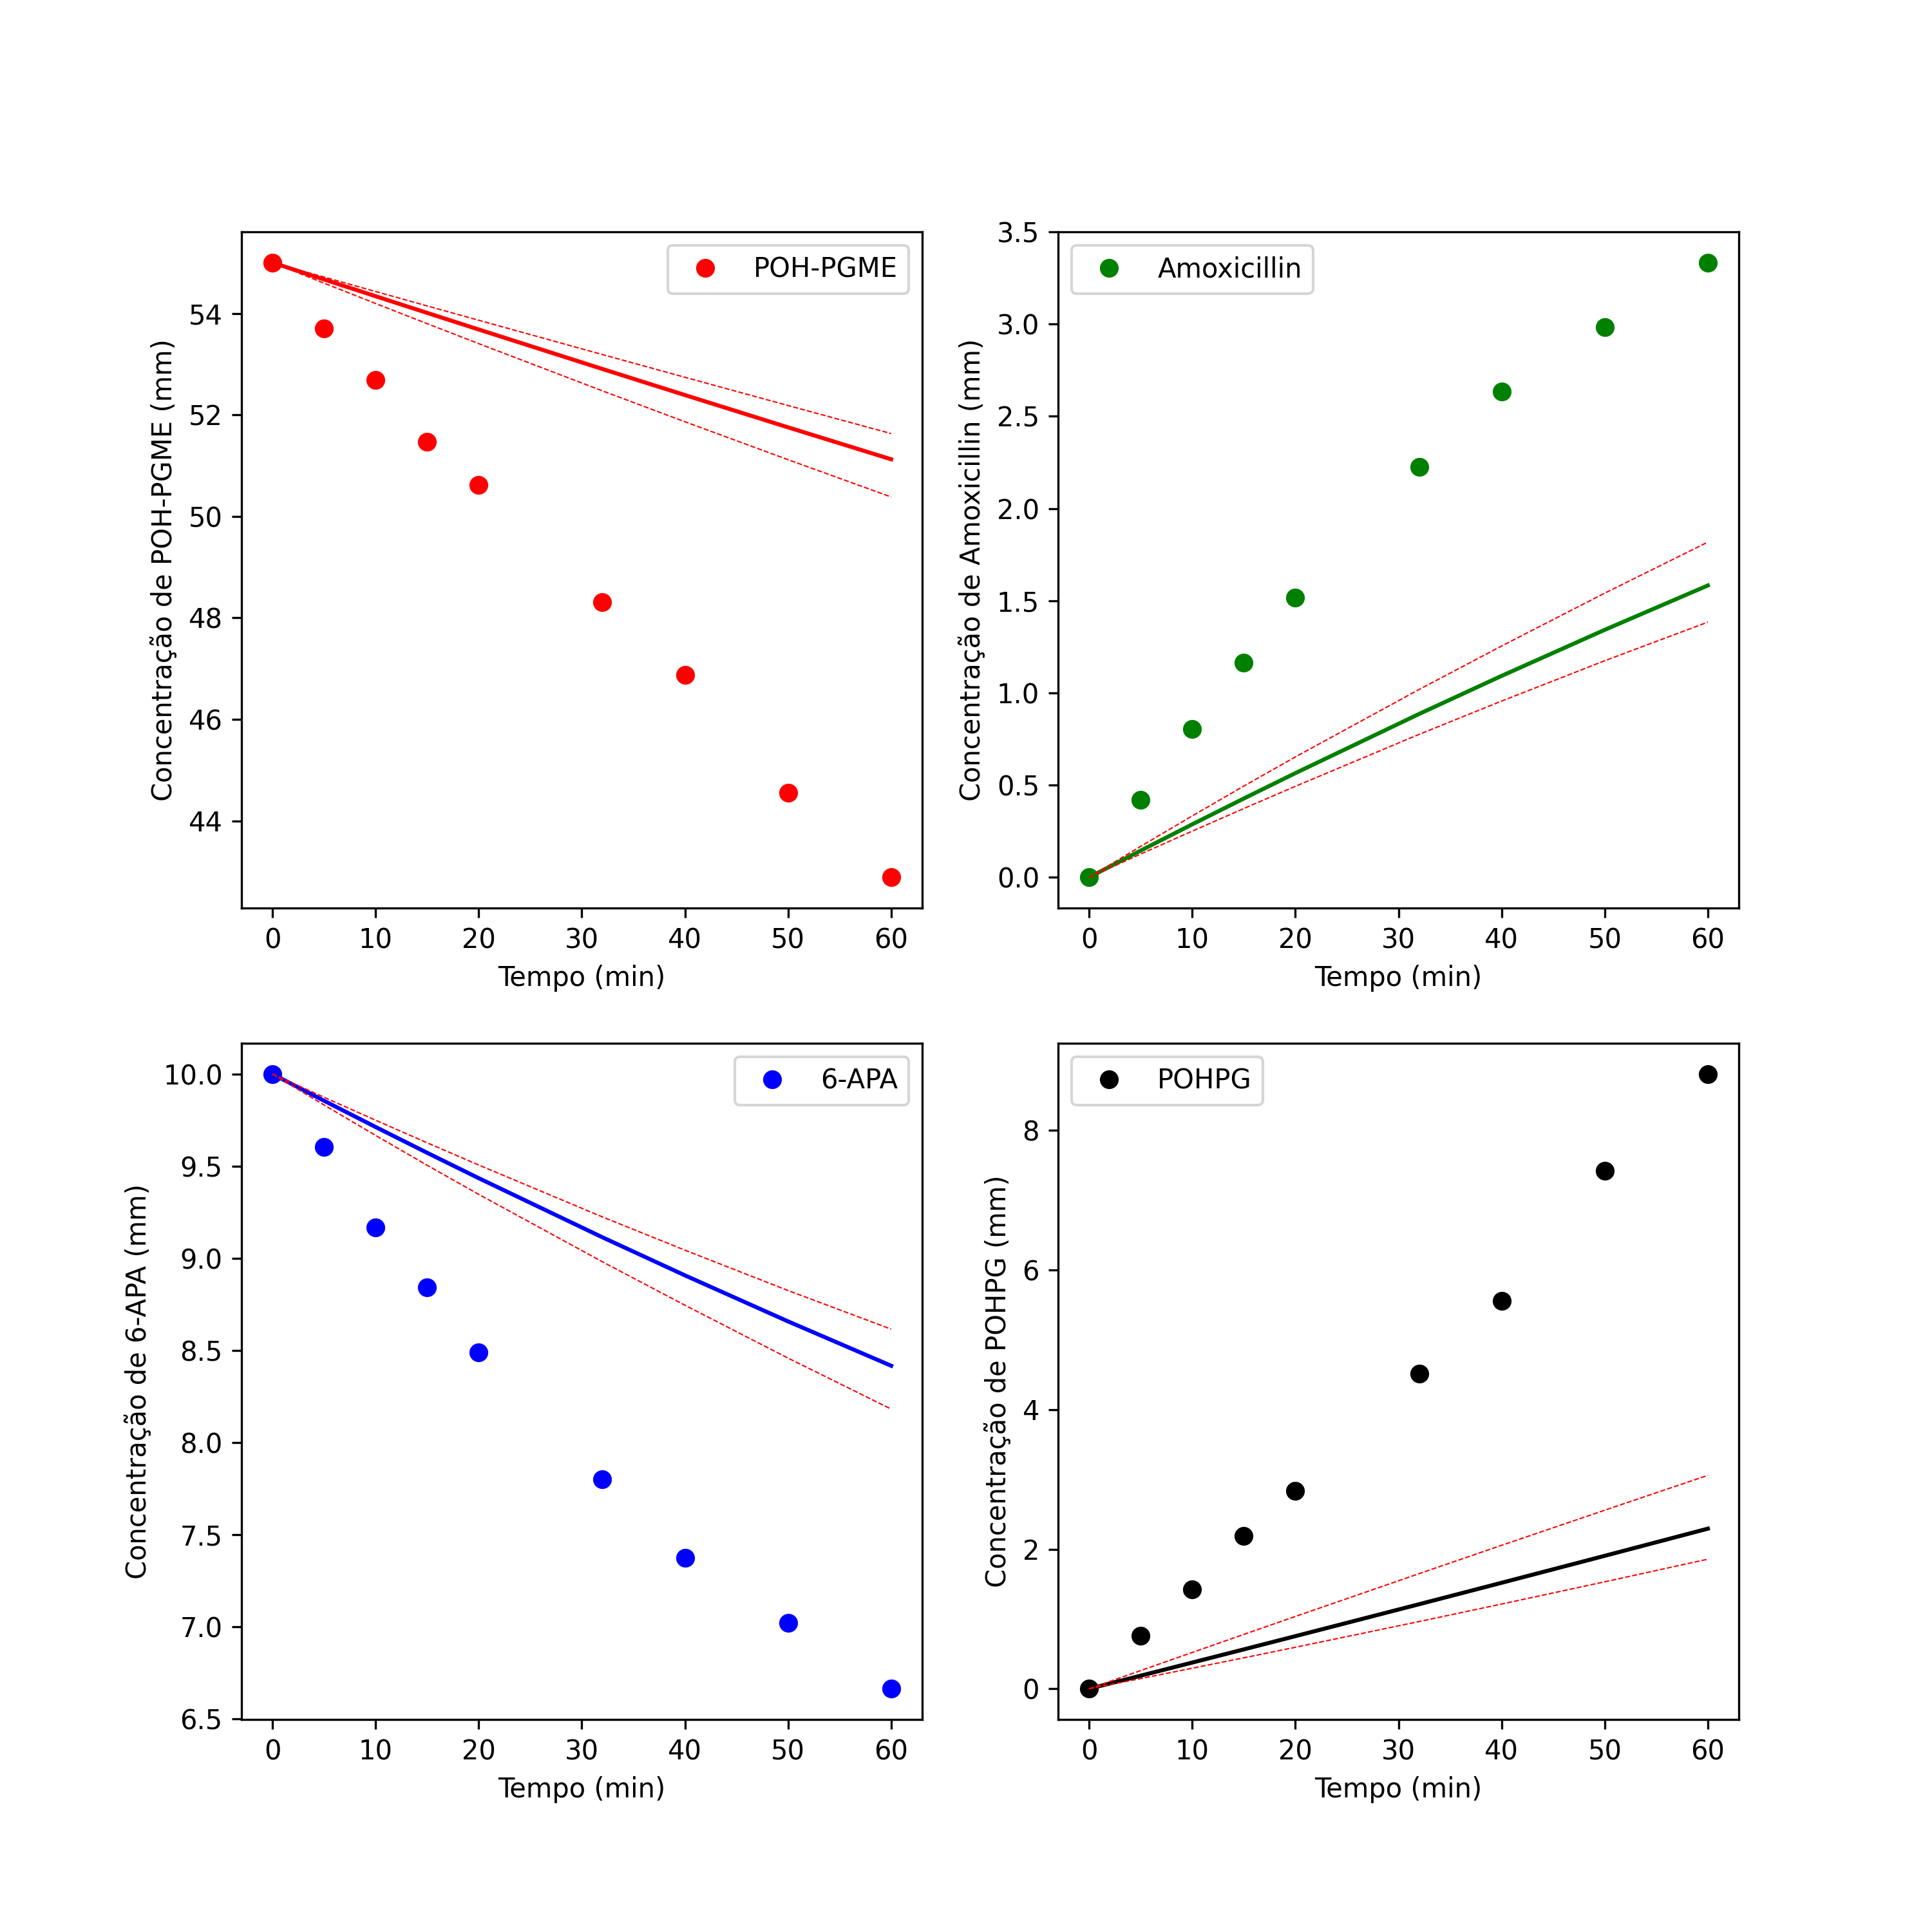 POH-PGME
Concentração de POH-PGME (mm)
54
52
50
48
46
44
0 10 20 30 40 50 60
Tempo (min)
Amoxicillin
Concentração de Amoxicillin (mm)
3.5
3.0
2.5
2.0
1.5
1.0
0.5
0.0
0 10 20 30 40 50 60
Tempo (min)
6-APA
Concentração de 6-APA (mm)
10.0
9.5
9.0
8.5
8.0
7.5
7.0
6.5
0 10 20 30 40 50 60
Tempo (min)
POHPG
Concentração de POHPG (mm)
8
6
4
2
0
0 10 20 30 40 50 60
Tempo (min)